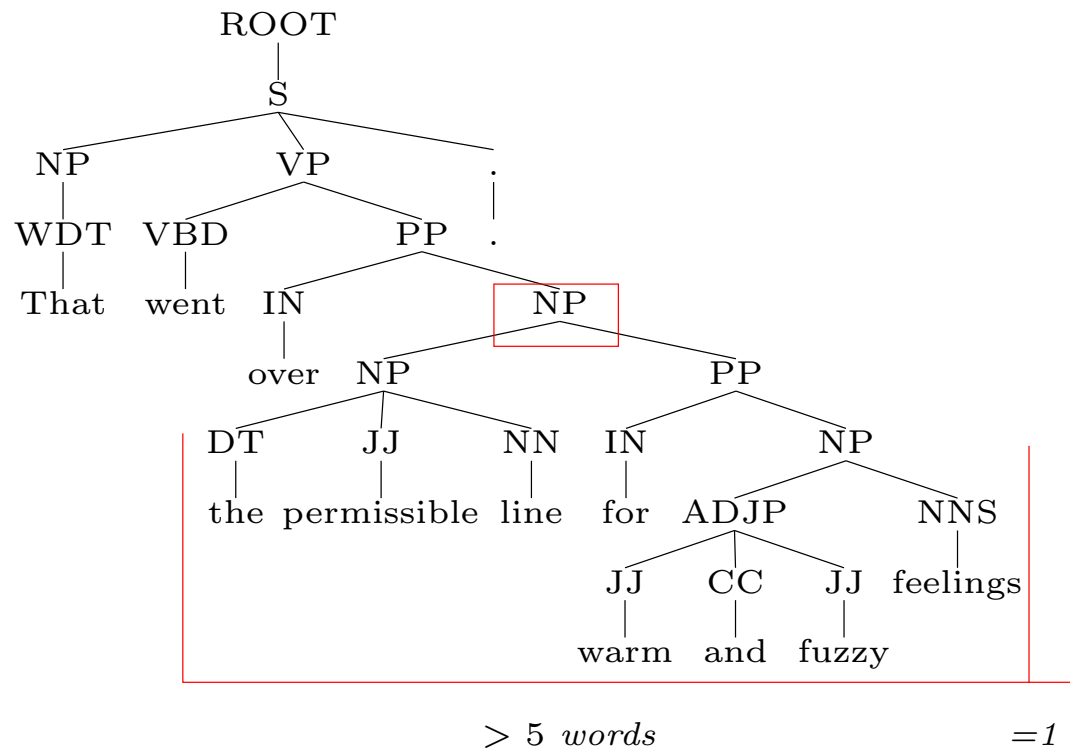 ROOT
S
NP VP .
WDT VBD PP .
That went IN NP
over NP PP
DT JJ NN IN NP
the permissible line for ADJP NNS
JJ CC JJ feelings
warm and fuzzy
> 5 words =1